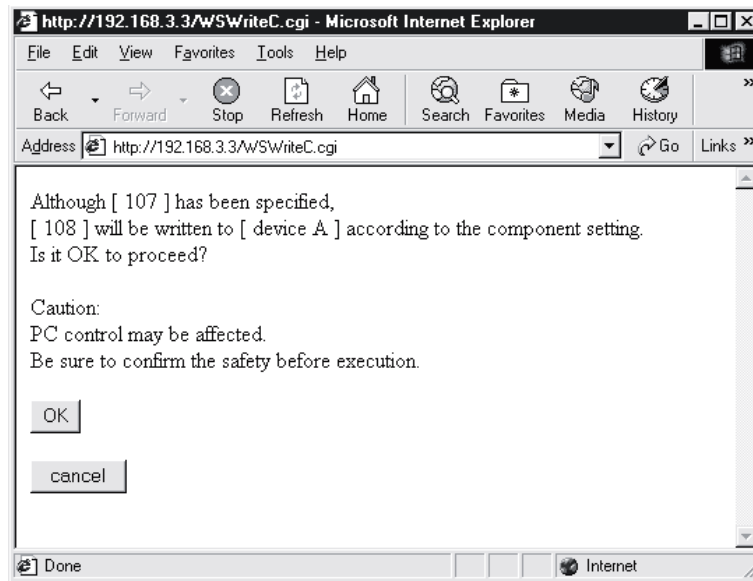 http://192.168.3.3/WSWriteC.cgi - Microsoft Internet Explorer
File Edit View Favorites Tools Help
Back Forward Stop Refresh Home Search Favorites Media History »
Address http://192.168.3.3/WSWriteC.cgi Go Links »
Although [ 107 ] has been specified,
[ 108 ] will be written to [ device A ] according to the component setting.
Is it OK to proceed?
Caution:
PC control may be affected.
Be sure to confirm the safety before execution.
OK
cancel
Done Internet